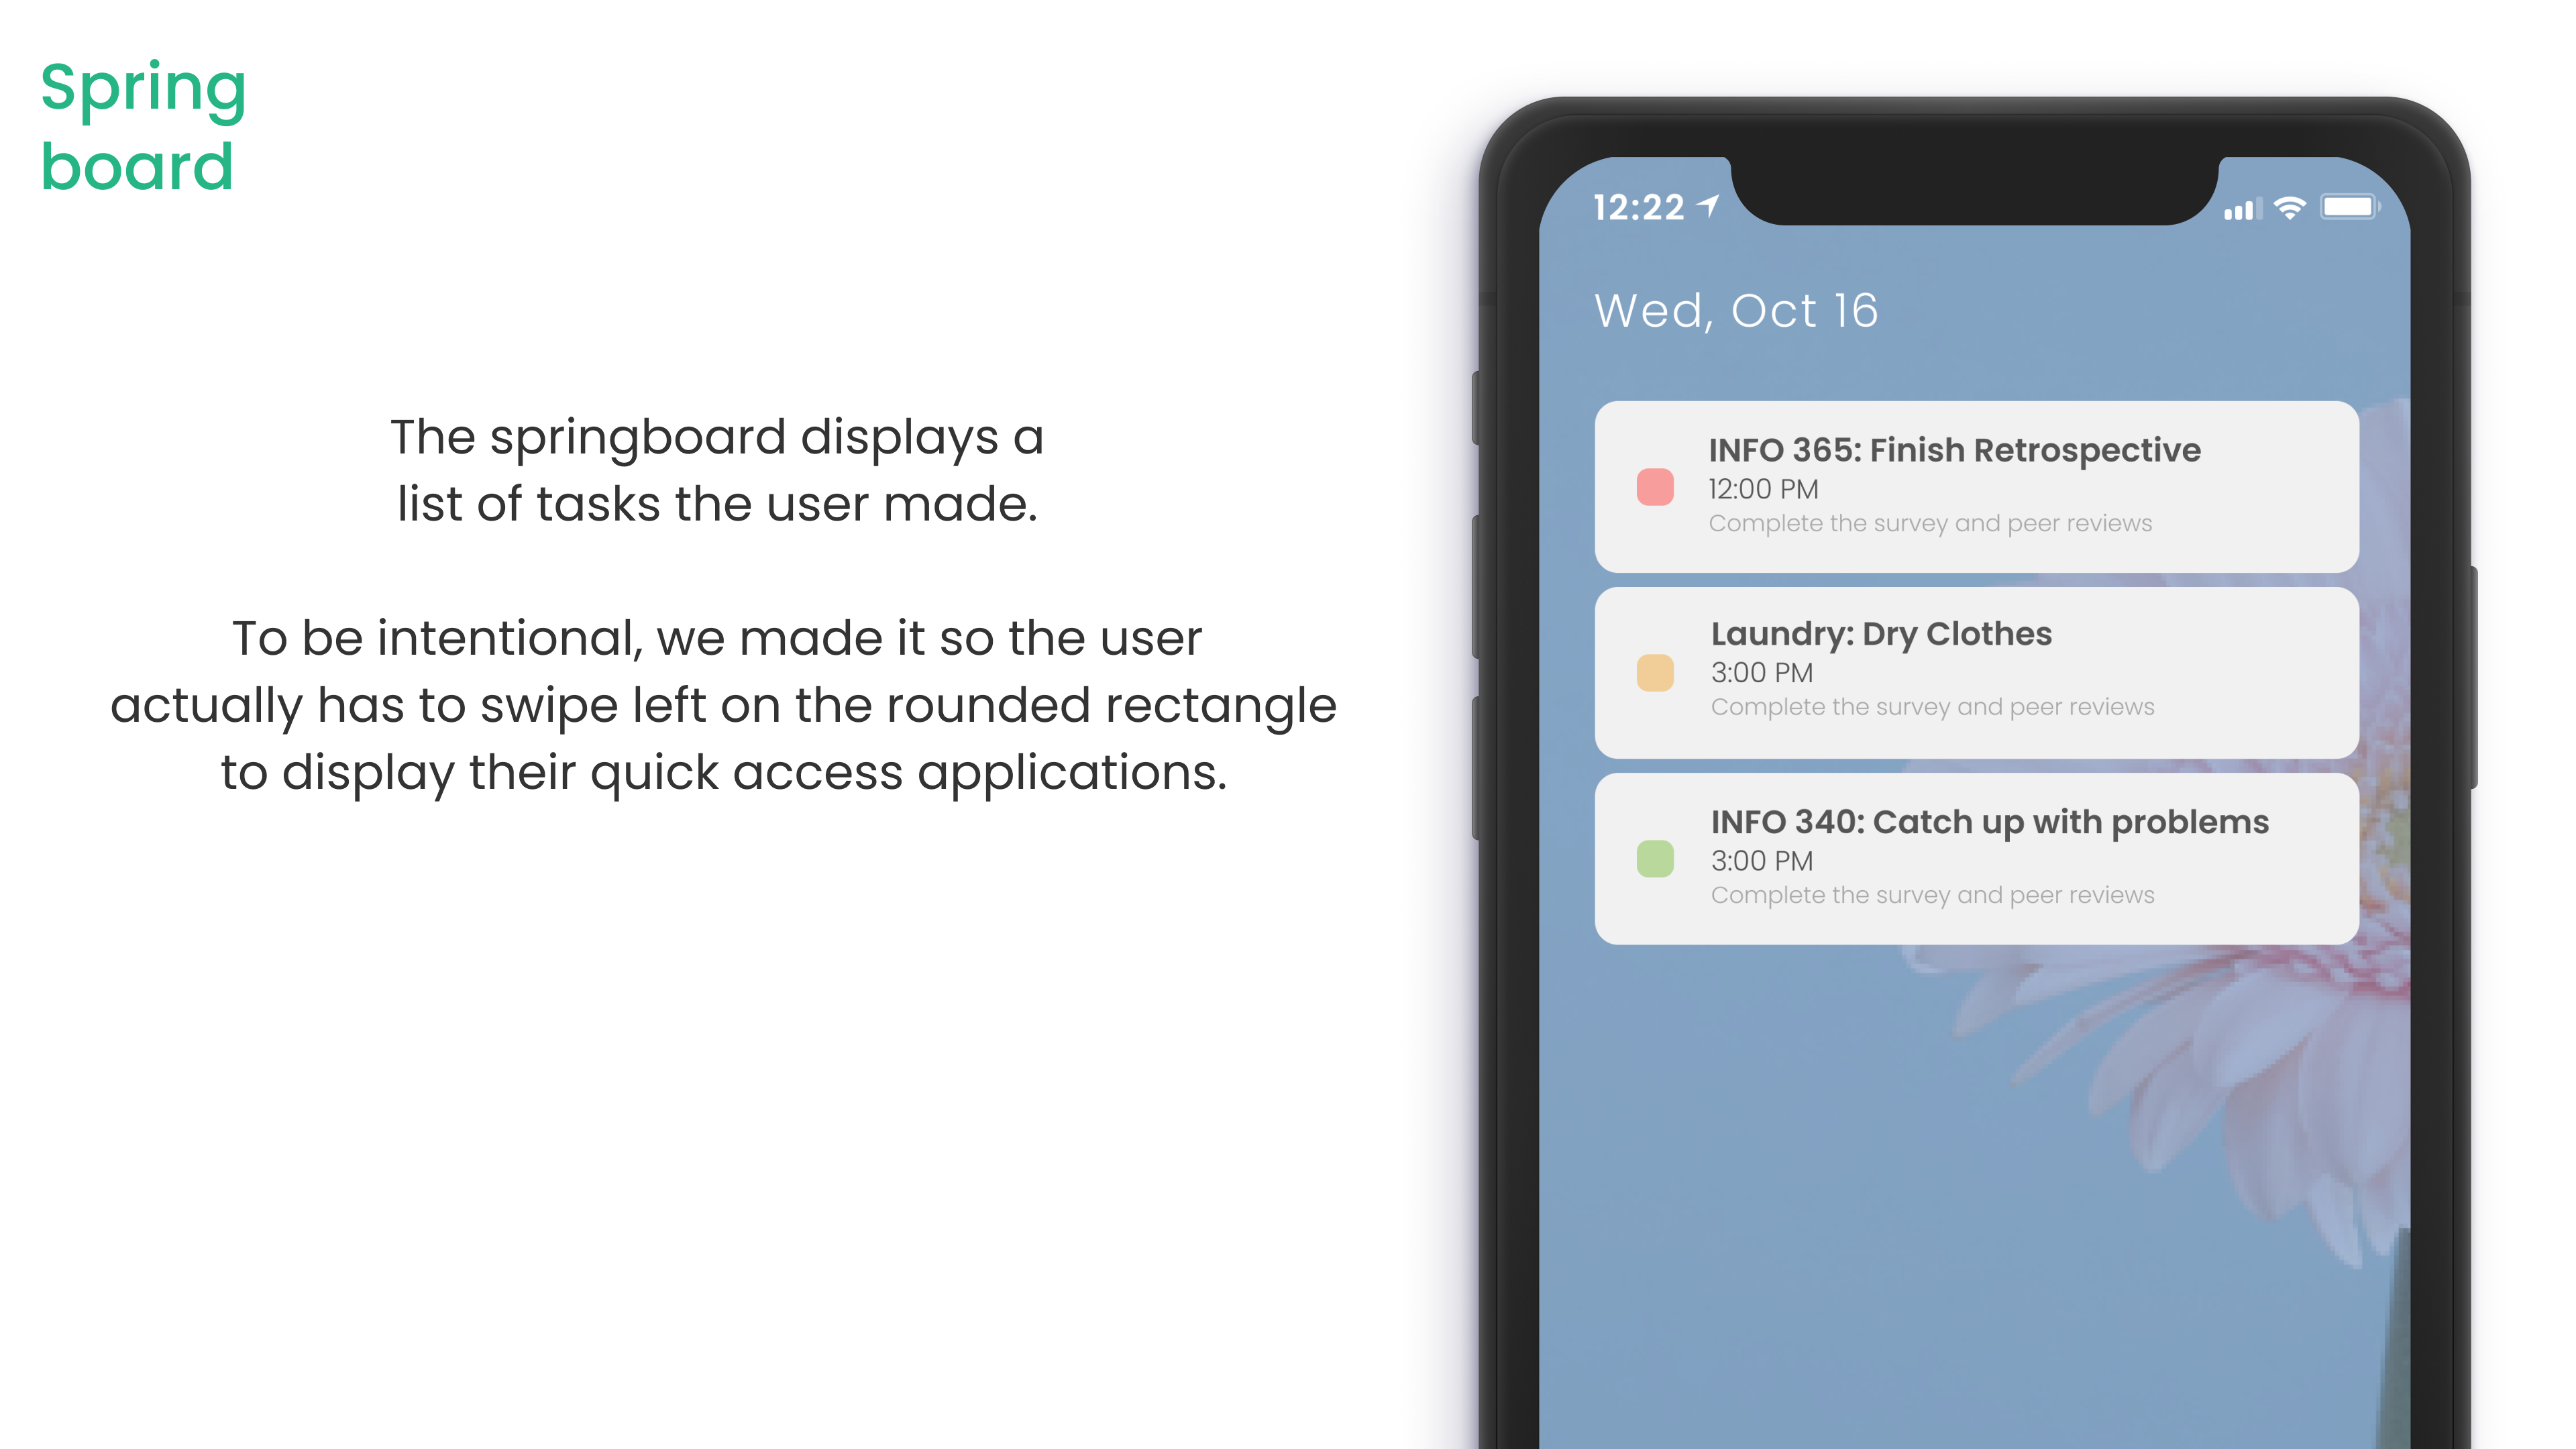 Spring
board
The springboard displays a
list of tasks the user made.
To be intentional, we made it so the user
actually has to swipe left on the rounded rectangle
to display their quick access applications.
12:22
Wed, Oct 16
INFO 365: Finish Retrospective
12:00 PM
Complete the survey and peer reviews
Laundry: Dry Clothes
3:00 PM
Complete the survey and peer reviews
INFO 340: Catch up with problems
3:00 PM
Complete the survey and peer reviews